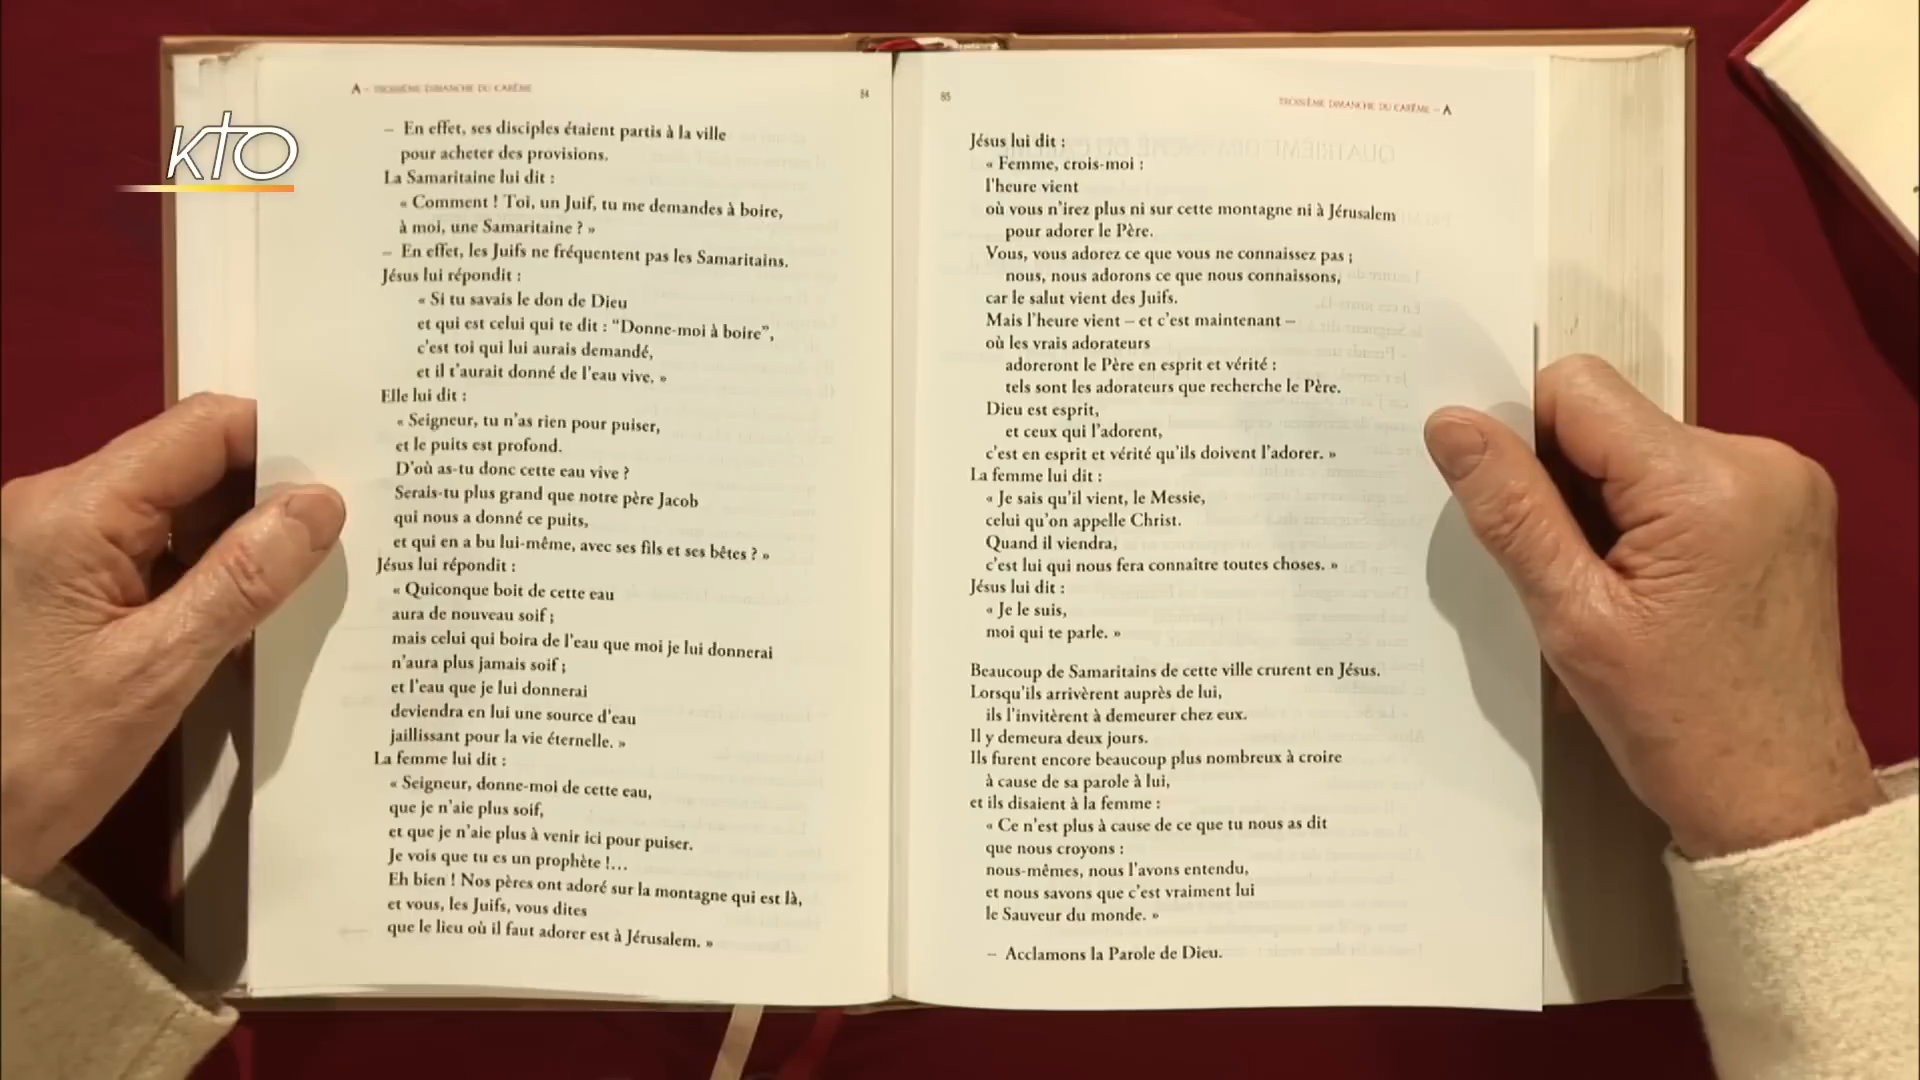 KTO
A – TROISIÈME DIMANCHE DU CARÊME
84
– En effet, ses disciples étaient partis à la ville
pour acheter des provisions.
La Samaritaine lui dit :
« Comment ! Toi, un Juif, tu me demandes à boire,
à moi, une Samaritaine ? »
– En effet, les Juifs ne fréquentent pas les Samaritains.
Jésus lui répondit :
« Si tu savais le don de Dieu
et qui est celui qui te dit : “Donne-moi à boire”,
c’est toi qui lui aurais demandé,
et il t’aurait donné de l’eau vive. »
Elle lui dit :
« Seigneur, tu n’as rien pour puiser,
et le puits est profond.
D’où as-tu donc cette eau vive ?
Serais-tu plus grand que notre père Jacob
qui nous a donné ce puits,
et qui en a bu lui-même, avec ses fils et ses bêtes ? »
Jésus lui répondit :
« Quiconque boit de cette eau
aura de nouveau soif ;
mais celui qui boira de l’eau que moi je lui donnerai
n’aura plus jamais soif ;
et l’eau que je lui donnerai
deviendra en lui une source d’eau
jaillissant pour la vie éternelle. »
La femme lui dit :
« Seigneur, donne-moi de cette eau,
que je n’aie plus soif,
et que je n’aie plus à venir ici pour puiser.
Je vois que tu es un prophète !...
Eh bien ! Nos pères ont adoré sur la montagne qui est là,
et vous, les Juifs, vous dites
que le lieu où il faut adorer est à Jérusalem. »
85
TROISIÈME DIMANCHE DU CARÊME – A
Jésus lui dit :
« Femme, crois-moi :
l’heure vient
où vous n’irez plus ni sur cette montagne ni à Jérusalem
pour adorer le Père.
Vous, vous adorez ce que vous ne connaissez pas ;
nous, nous adorons ce que nous connaissons,
car le salut vient des Juifs.
Mais l’heure vient – et c’est maintenant –
où les vrais adorateurs
adoreront le Père en esprit et vérité :
tels sont les adorateurs que recherche le Père.
Dieu est esprit,
et ceux qui l’adorent,
c’est en esprit et vérité qu’ils doivent l’adorer. »
La femme lui dit :
« Je sais qu’il vient, le Messie,
celui qu’on appelle Christ.
Quand il viendra,
c’est lui qui nous fera connaître toutes choses. »
Jésus lui dit :
« Je le suis,
moi qui te parle. »
Beaucoup de Samaritains de cette ville crurent en Jésus.
Lorsqu’ils arrivèrent auprès de lui,
ils l’invitèrent à demeurer chez eux.
Il y demeura deux jours.
Ils furent encore beaucoup plus nombreux à croire
à cause de sa parole à lui,
et ils disaient à la femme :
« Ce n’est plus à cause de ce que tu nous as dit
que nous croyons :
nous-mêmes, nous l’avons entendu,
et nous savons que c’est vraiment lui
le Sauveur du monde. »
– Acclamons la Parole de Dieu.